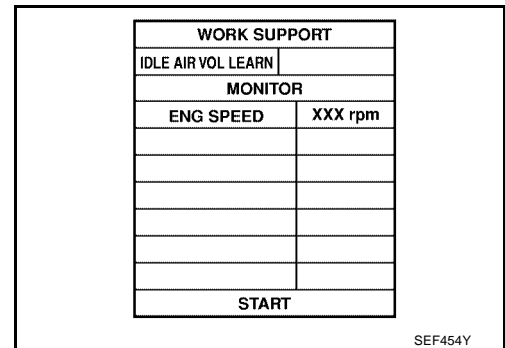 WORK SUPPORT
IDLE AIR VOL LEARN
MONITOR
ENG SPEED XXX rpm
START
SEF454Y